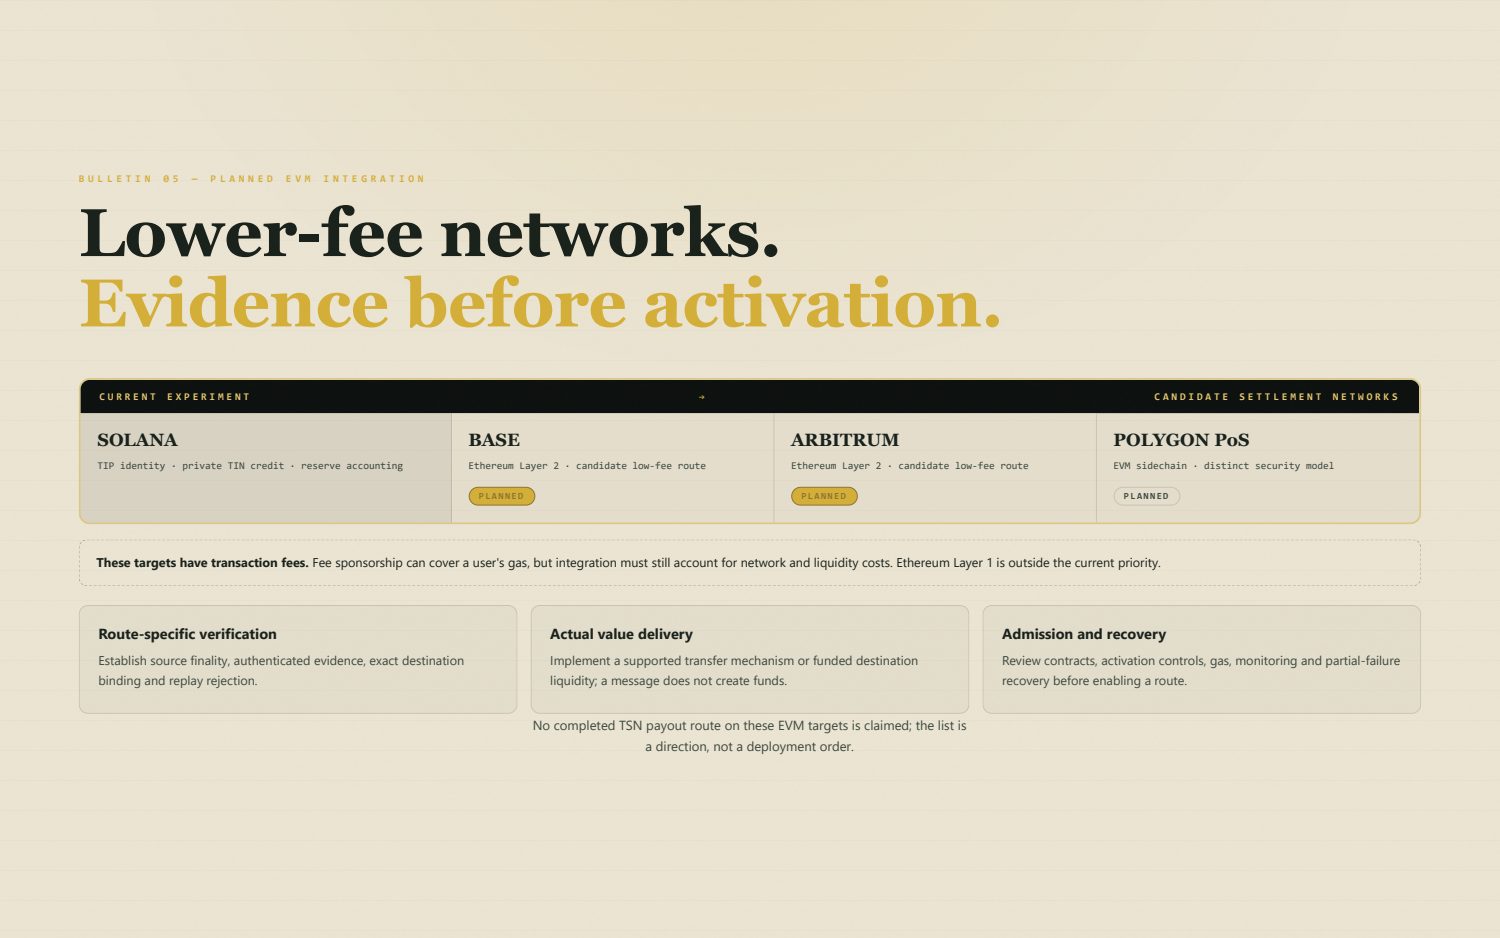 BULLETIN 05 — PLANNED EVM INTEGRATION
Lower-fee networks.
Evidence before activation.
CURRENT EXPERIMENT → CANDIDATE SETTLEMENT NETWORKS
SOLANA
TIP identity · private TIN credit · reserve accounting
BASE
Ethereum Layer 2 · candidate low-fee route
PLANNED
ARBITRUM
Ethereum Layer 2 · candidate low-fee route
PLANNED
POLYGON PoS
EVM sidechain · distinct security model
PLANNED
These targets have transaction fees. Fee sponsorship can cover a user's gas, but integration must still account for network and liquidity costs. Ethereum Layer 1 is outside the current priority.
Route-specific verification
Establish source finality, authenticated evidence, exact destination
binding and replay rejection.
Actual value delivery
Implement a supported transfer mechanism or funded destination
liquidity; a message does not create funds.
Admission and recovery
Review contracts, activation controls, gas, monitoring and partial-failure
recovery before enabling a route.
No completed TSN payout route on these EVM targets is claimed; the list is
a direction, not a deployment order.